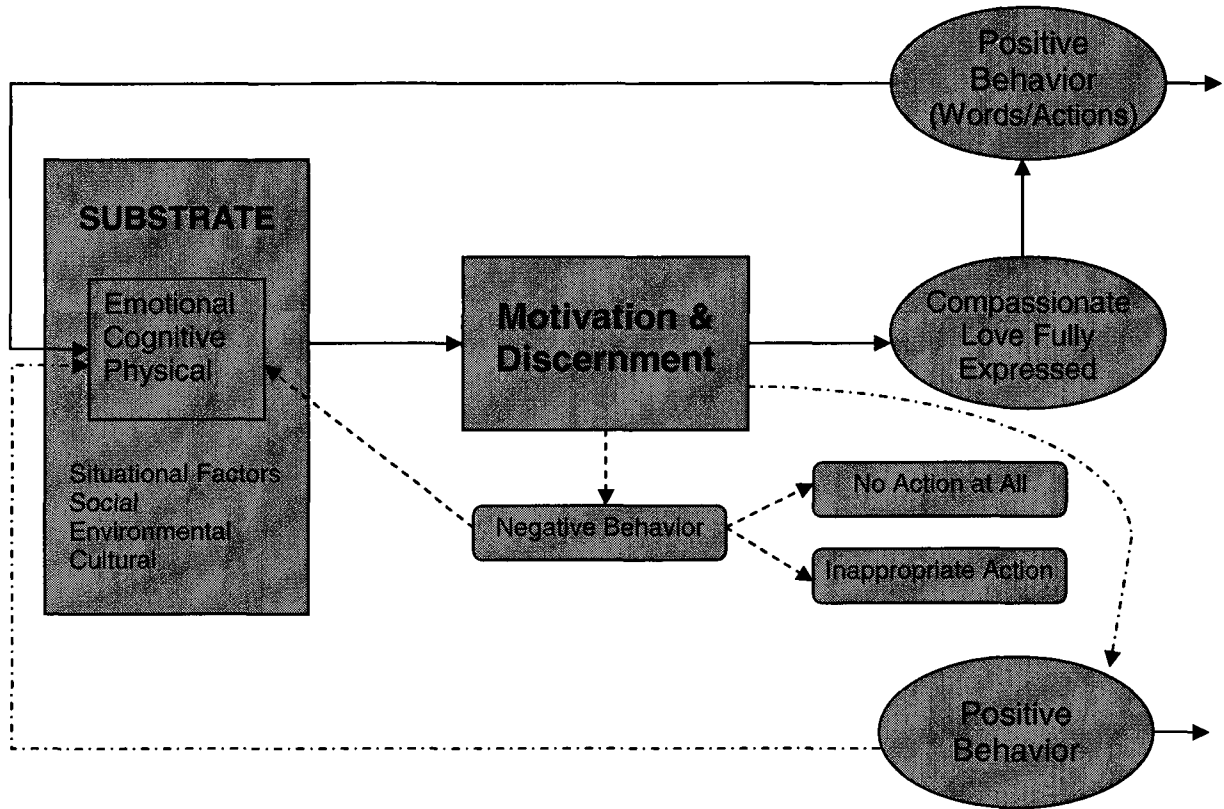 Positive
Behavior
(Words/Actions)
SUBSTRATE
Emotional
Cognitive
Physical
Situational Factors
Social
Environmental
Cultural
Motivation &
Discernment
Compassionate
Love Fully
Expressed
Negative Behavior
No Action at All
Inappropriate Action
Positive
Behavior